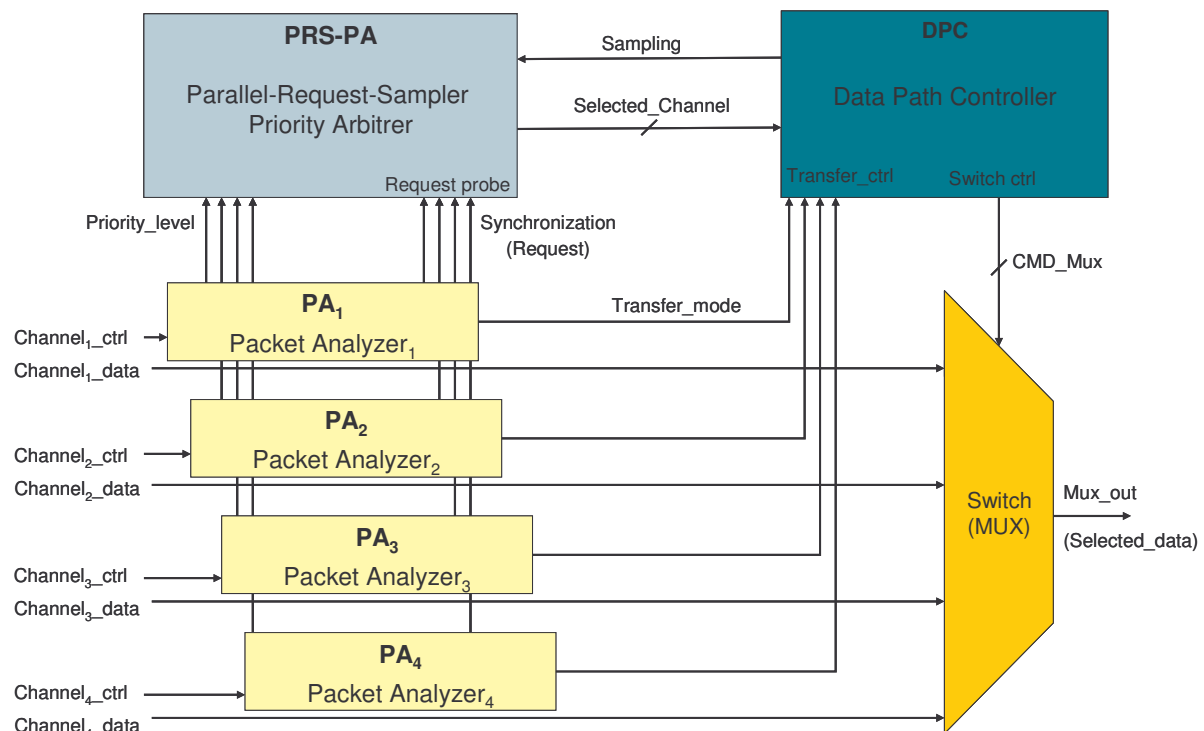 PRS-PA
Parallel-Request-Sampler
Priority Arbitrer
Request probe
Sampling
Selected_Channel
DPC
Data Path Controller
Transfer_ctrl
Switch ctrl
Priority_level
Synchronization
(Request)
CMD_Mux
PA₁
Packet Analyzer₁
Transfer_mode
Channel₁_ctrl
Channel₁_data
PA₂
Packet Analyzer₂
Channel₂_ctrl
Channel₂_data
Switch
(MUX)
Mux_out
(Selected_data)
PA₃
Packet Analyzer₃
Channel₃_ctrl
Channel₃_data
PA₄
Packet Analyzer₄
Channel₄_ctrl
Channel₄_data